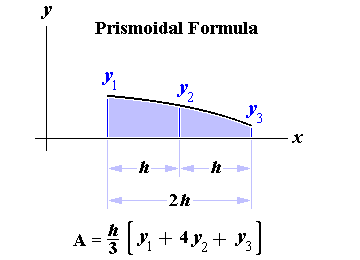 y
Prismoidal Formula
y₁
y₂
y₃
x
h h
2h
A = h/3 [ y₁ + 4y₂ + y₃ ]